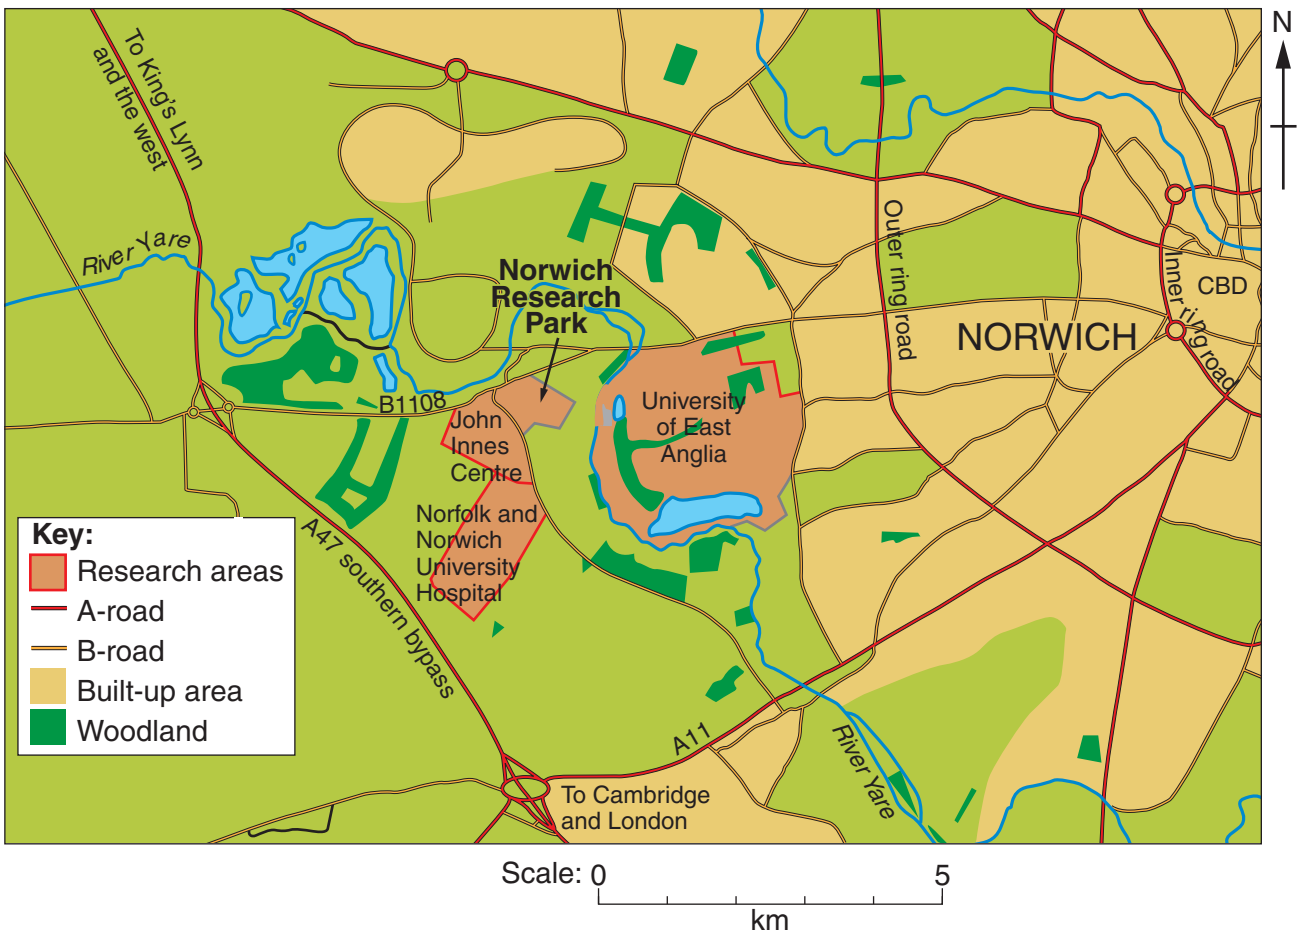 To King's Lynn
and the west
N
River Yare
Norwich
Research
Park
Outer ring road
Inner ring road
CBD
NORWICH
B1108
John
Innes
Centre
University
of East
Anglia
Norfolk and
Norwich
University
Hospital
A47 southern bypass
A11
River Yare
To Cambridge
and London
Key:
Research areas
A-road
B-road
Built-up area
Woodland
Scale: 0 5
km